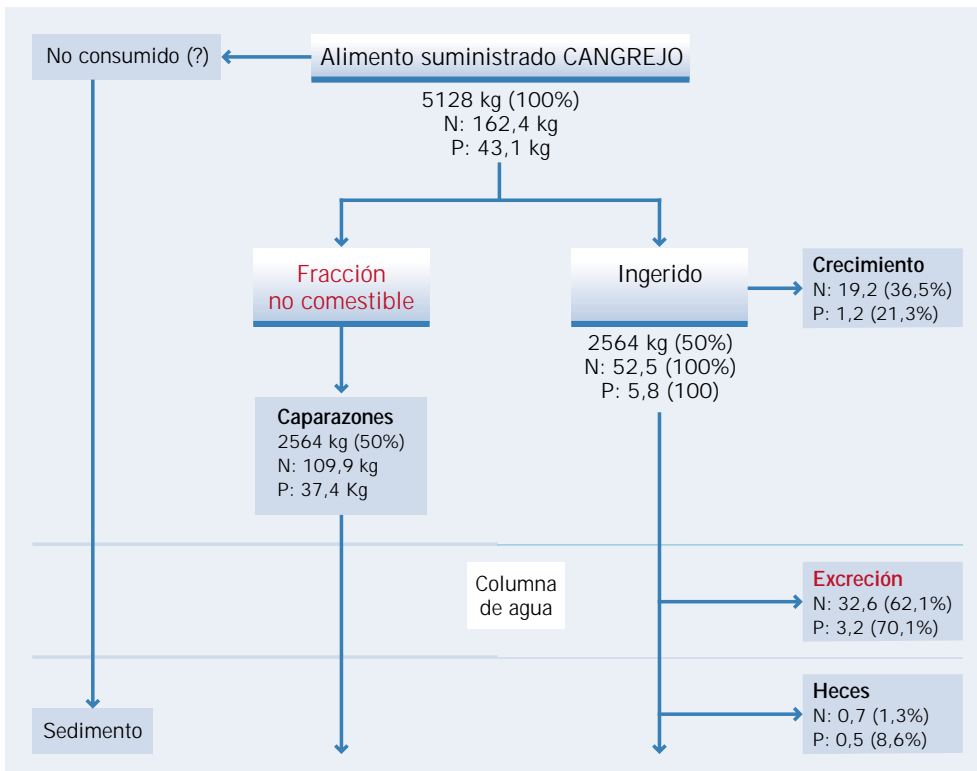 No consumido (?)
Alimento suministrado CANGREJO
5128 kg (100%)
N: 162,4 kg
P: 43,1 kg
Fracción
no comestible
Ingerido
Crecimiento
N: 19,2 (36,5%)
P: 1,2 (21,3%)
2564 kg (50%)
N: 52,5 (100%)
P: 5,8 (100)
Caparazones
2564 kg (50%)
N: 109,9 kg
P: 37,4 Kg
Columna
de agua
Excreción
N: 32,6 (62,1%)
P: 3,2 (70,1%)
Heces
N: 0,7 (1,3%)
P: 0,5 (8,6%)
Sedimento